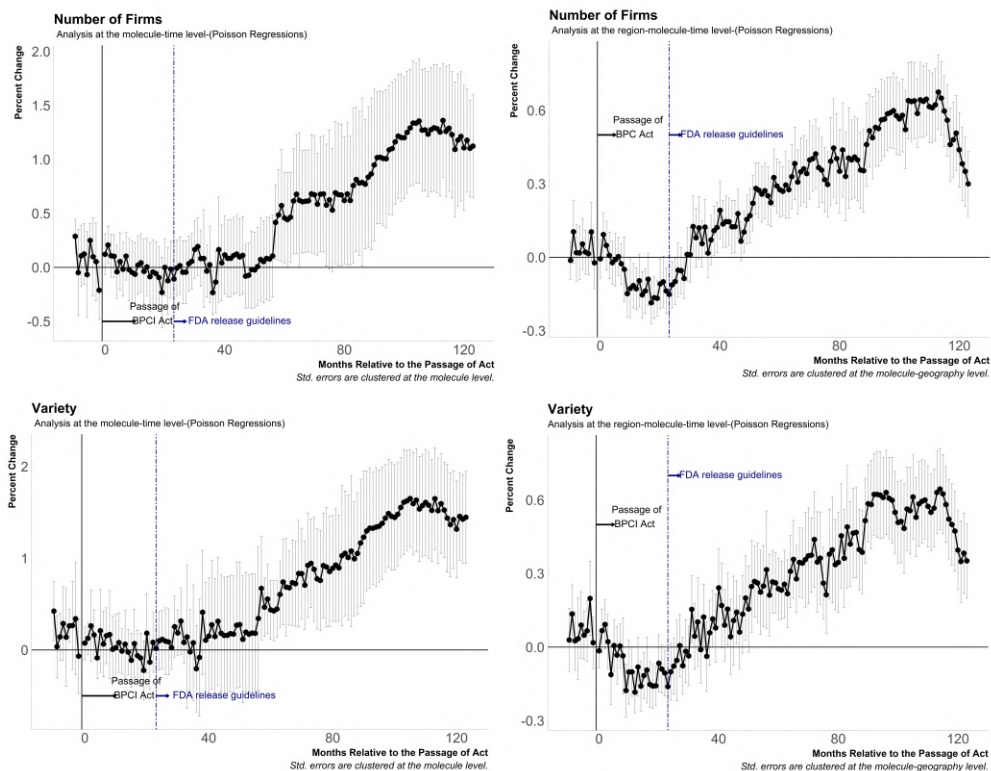 Number of Firms
Analysis at the molecule-time level-(Poisson Regressions)
Percent Change
2.0
1.5
1.0
0.5
0.0
-0.5
Passage of
BPCI Act
FDA release guidelines
0
40
80
120
Months Relative to the Passage of Act
Std. errors are clustered at the molecule level.
Number of Firms
Analysis at the region-molecule-time level-(Poisson Regressions)
Percent Change
0.6
0.3
0.0
-0.3
Passage of
BPC Act
FDA release guidelines
0
40
80
120
Months Relative to the Passage of Act
Std. errors are clustered at the molecule-geography level.
Variety
Analysis at the molecule-time level-(Poisson Regressions)
Percent Change
2
1
0
Passage of
BPCI Act
FDA release guidelines
0
40
80
120
Months Relative to the Passage of Act
Std. errors are clustered at the molecule level.
Variety
Analysis at the region-molecule-time level-(Poisson Regressions)
Percent Change
0.6
0.3
0.0
-0.3
FDA release guidelines
Passage of
BPCI Act
0
40
80
120
Months Relative to the Passage of Act
Std. errors are clustered at the molecule-geography level.